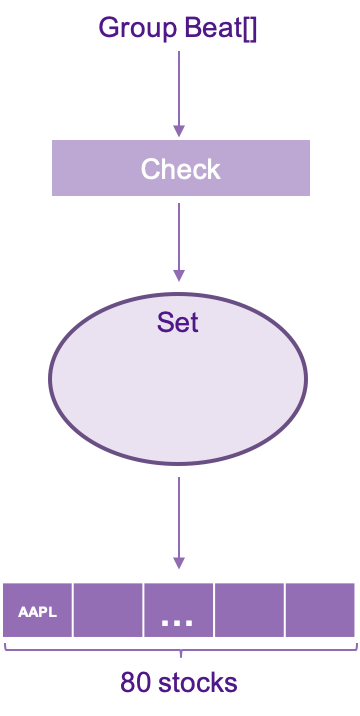 Group Beat[]
Check
Set
AAPL
...
80 stocks